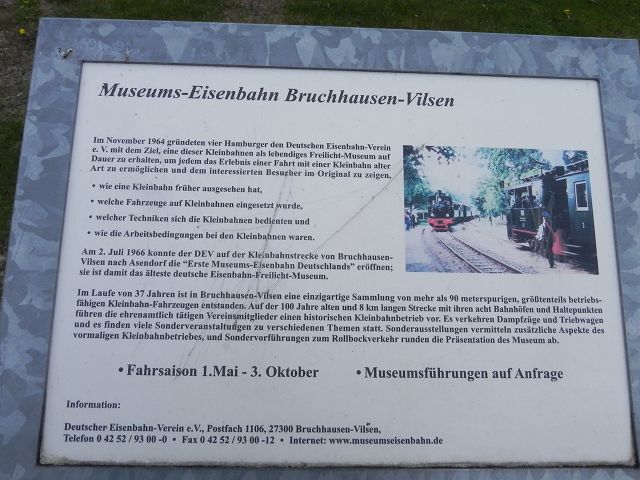 Museums-Eisenbahn Bruchhausen-Vilsen
Im November 1964 gründeten vier Hamburger den Deutschen Eisenbahn-Verein
e. V. mit dem Ziel, eine dieser Kleinbahnen als lebendiges Freilicht-Museum auf
Dauer zu erhalten, um jedem das Erlebnis einer Fahrt mit einer Kleinbahn alter
Art zu ermöglichen und dem interessierten Besucher im Original zu zeigen,
• wie eine Kleinbahn früher ausgesehen hat,
• welche Fahrzeuge auf Kleinbahnen eingesetzt wurde,
• welcher Techniken sich die Kleinbahnen bedienten und
• wie die Arbeitsbedingungen bei den Kleinbahnen waren.
Am 2. Juli 1966 konnte der DEV auf der Kleinbahnstrecke von Bruchhausen-
Vilsen nach Asendorf die "Erste Museums-Eisenbahn Deutschlands" eröffnen;
sie ist damit das älteste deutsche Eisenbahn-Freilicht-Museum.
Im Laufe von 37 Jahren ist in Bruchhausen-Vilsen eine einzigartige Sammlung von mehr als 90 meterspurigen, größtenteils betriebs-
fähigen Kleinbahn-Fahrzeugen entstanden. Auf der 100 Jahre alten und 8 km langen Strecke mit ihren acht Bahnhöfen und Haltepunkten
führen die ehrenamtlich tätigen Vereinsmitglieder einen historischen Kleinbahnbetrieb vor. Es verkehren Dampfzüge und Triebwagen
und es finden viele Sonderveranstaltungen zu verschiedenen Themen statt. Sonderausstellungen vermitteln zusätzliche Aspekte des
vormaligen Kleinbahnbetriebes, und Sondervorführungen zum Rollbockverkehr runden die Präsentation des Museum ab.
• Fahrsaison 1.Mai - 3. Oktober • Museumsführungen auf Anfrage
Information:
Deutscher Eisenbahn-Verein e.V., Postfach 1106, 27300 Bruchhausen-Vilsen,
Telefon 0 42 52 / 93 00 -0 • Fax 0 42 52 / 93 00 -12 • Internet: www.museumseisenbahn.de